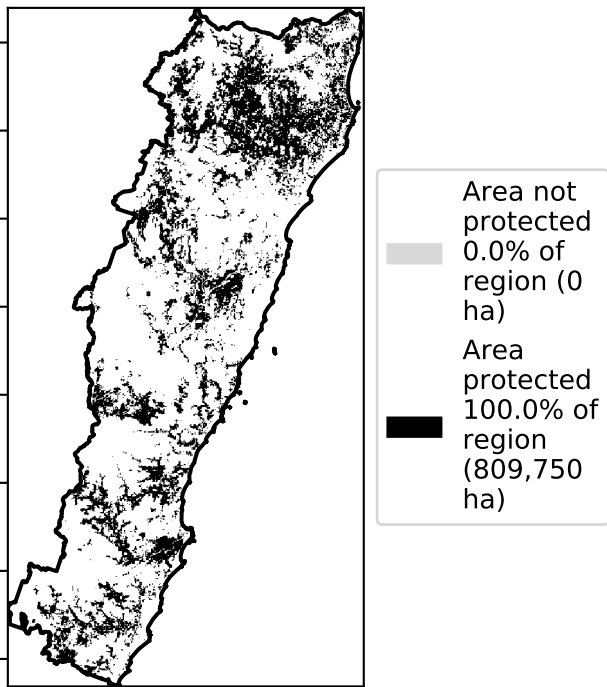 Area not
protected
0.0% of
region (0
ha)
Area
protected
100.0% of
region
(809,750
ha)